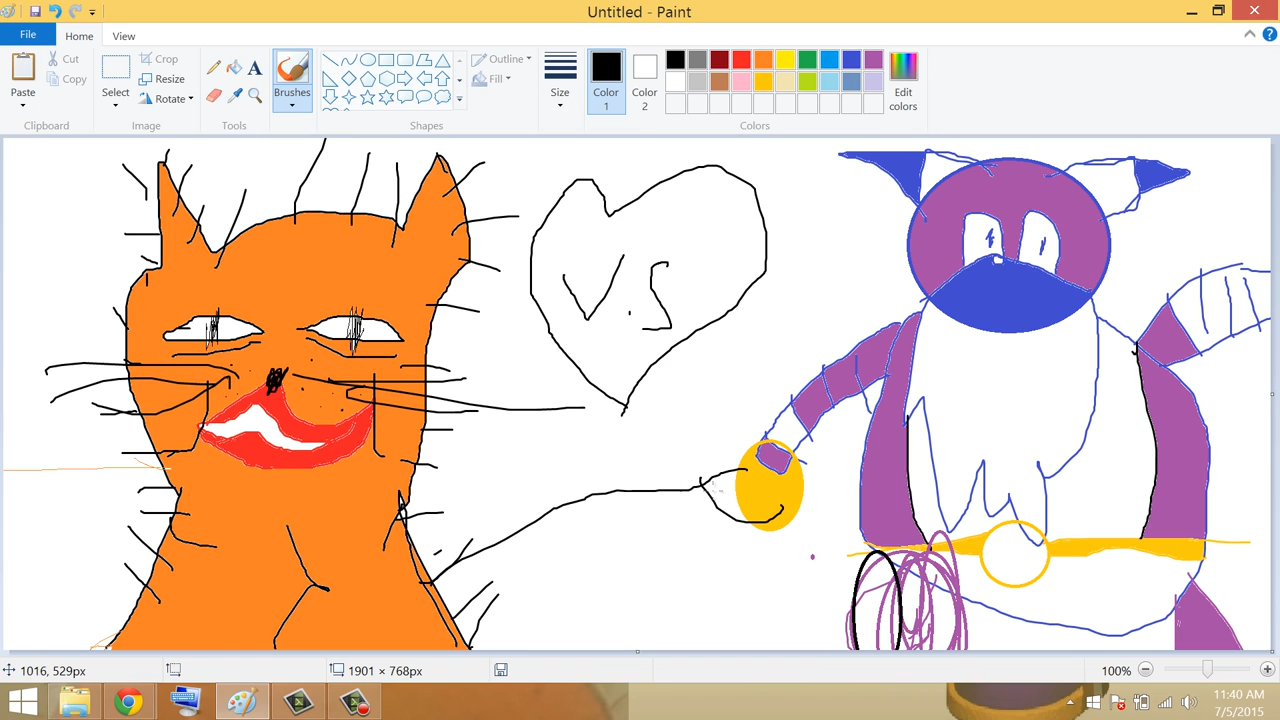 Untitled - Paint
File
Home
View
Paste
Cut
Copy
Clipboard
Select
Crop
Resize
Rotate
Image
A
Tools
Brushes
Outline
Fill
Shapes
Size
Color 1
Color 2
Edit colors
Colors
V.S
1016, 529px
1901 × 768px
100%
11:40 AM
7/5/2015